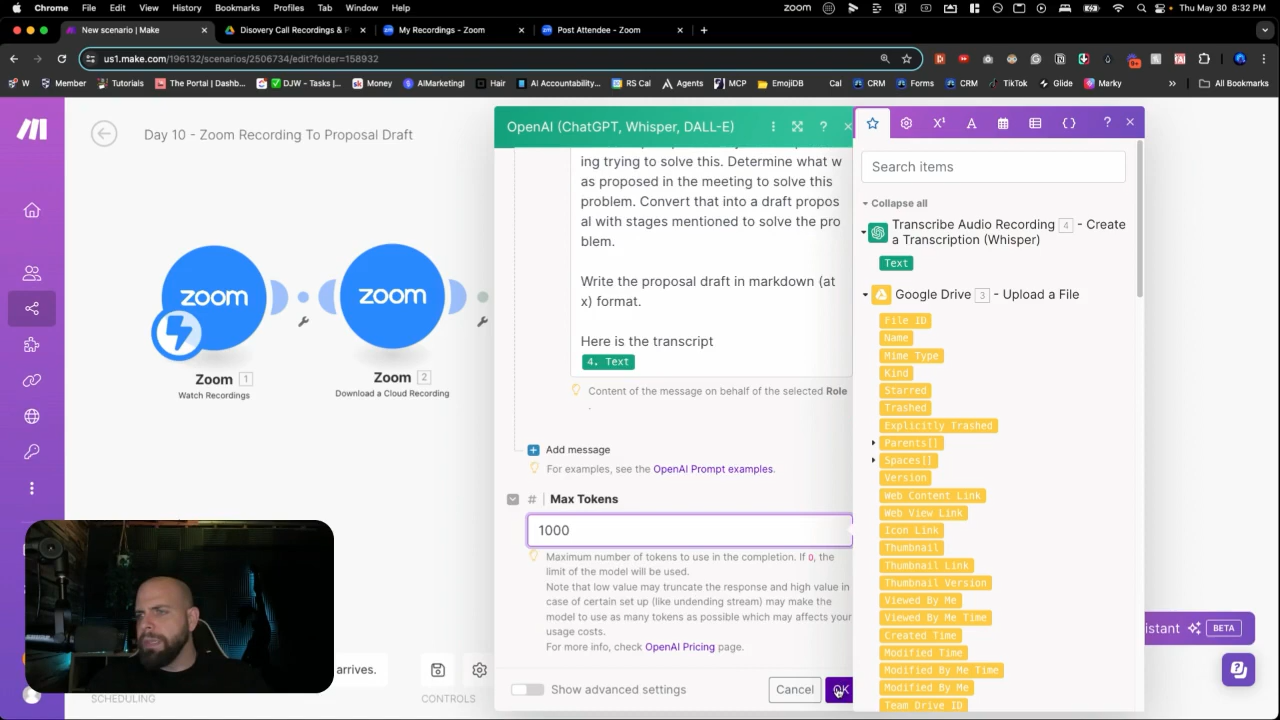 Chrome File Edit View History Bookmarks Profiles Tab Window Help
zoom Thu May 30 8:32 PM
New scenario | Make
Discovery Call Recordings & P
My Recordings - Zoom
Post Attendee - Zoom
us1.make.com/196132/scenarios/2506734/edit?folder=158932
W Member Tutorials The Portal | Dashb... DJW - Tasks |... Money AIMarketingI Hair AI Accountability... RS Cal Agents MCP EmojiDB Cal CRM Forms CRM TikTok Glide Marky » All Bookmarks
Day 10 - Zoom Recording To Proposal Draft
zoom
zoom
Zoom 1
Watch Recordings
Zoom 2
Download a Cloud Recording
arrives.
SCHEDULING
CONTROLS
OpenAI (ChatGPT, Whisper, DALL-E)
ing trying to solve this. Determine what w
as proposed in the meeting to solve this
problem. Convert that into a draft propos
al with stages mentioned to solve the pro
blem.
Write the proposal draft in markdown (at
x) format.
Here is the transcript
4. Text
Content of the message on behalf of the selected Role
.
Add message
For examples, see the OpenAI Prompt examples.
# | Max Tokens
1000
Maximum number of tokens to use in the completion. If 0, the
limit of the model will be used.
Note that low value may truncate the response and high value in
case of certain set up (like undending stream) may make the
model to use as many tokens as possible which may affect your
usage costs.
For more info, check OpenAI Pricing page.
Show advanced settings
Cancel
OK
Search items
Collapse all
Transcribe Audio Recording 4 - Create
a Transcription (Whisper)
Text
Google Drive 3 - Upload a File
File ID
Name
Mime Type
Kind
Starred
Trashed
Explicitly Trashed
Parents[]
Spaces[]
Version
Web Content Link
Web View Link
Icon Link
Thumbnail
Thumbnail Link
Thumbnail Version
Viewed By Me
Viewed By Me Time
Created Time
Modified Time
Modified By Me Time
Modified By Me
Team Drive ID
istant BETA